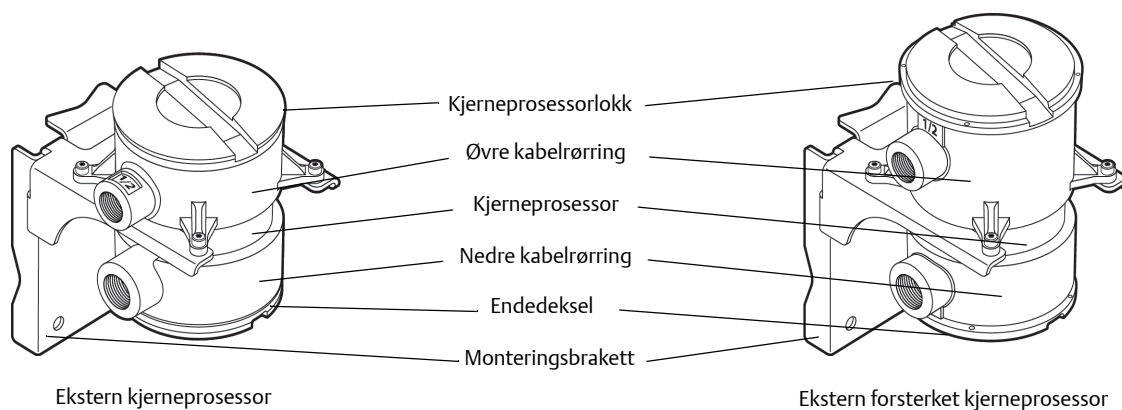 Kjerneprosessorlokk
Øvre kabelrørring
Kjerneprosessor
Nedre kabelrørring
Endedeksel
Monteringsbrakett
1/2
1/2
Ekstern kjerneprosessor
Ekstern forsterket kjerneprosessor